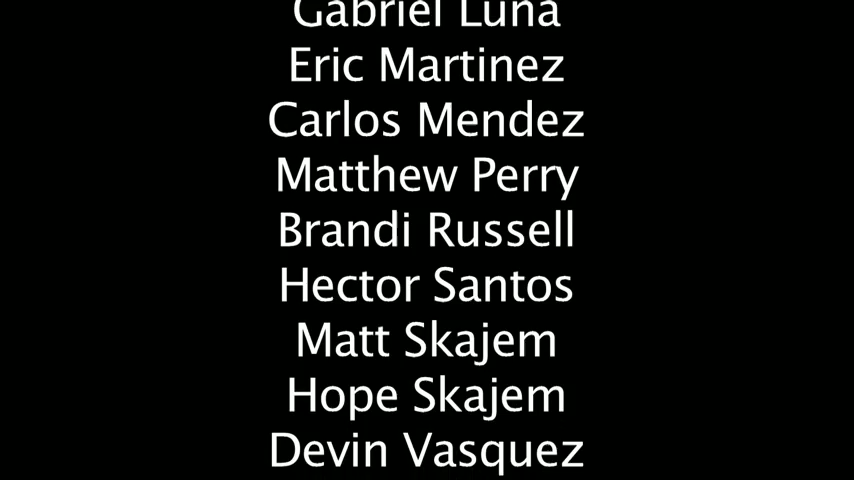 Gabriel Luna
Eric Martinez
Carlos Mendez
Matthew Perry
Brandi Russell
Hector Santos
Matt Skajem
Hope Skajem
Devin Vasquez